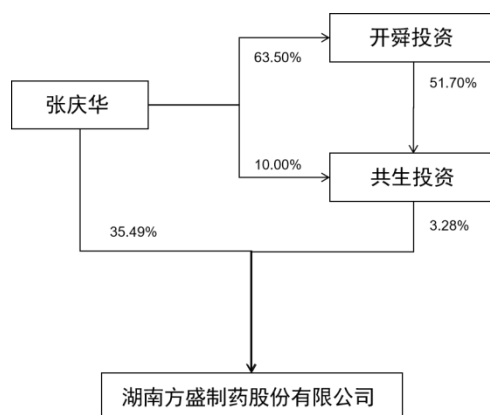 开舜投资
63.50%
51.70%
张庆华
10.00%
共生投资
35.49%
3.28%
湖南方盛制药股份有限公司